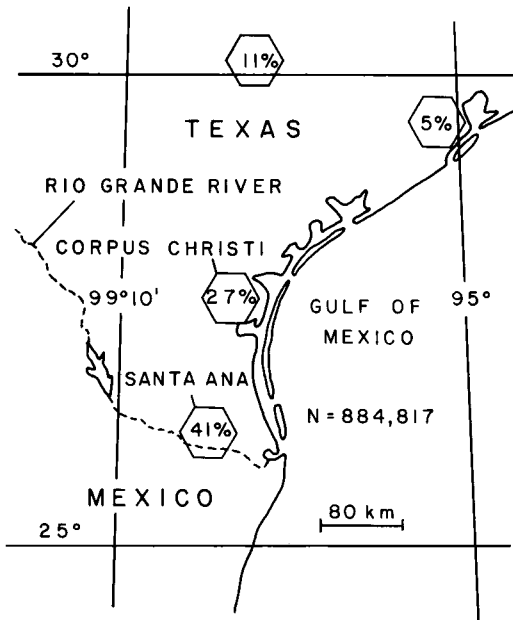 30°
11%
TEXAS
5%
RIO GRANDE RIVER
CORPUS CHRISTI
99°10'
27%
GULF OF
MEXICO
95°
SANTA ANA
41%
N=884,817
MEXICO
80 km
25°